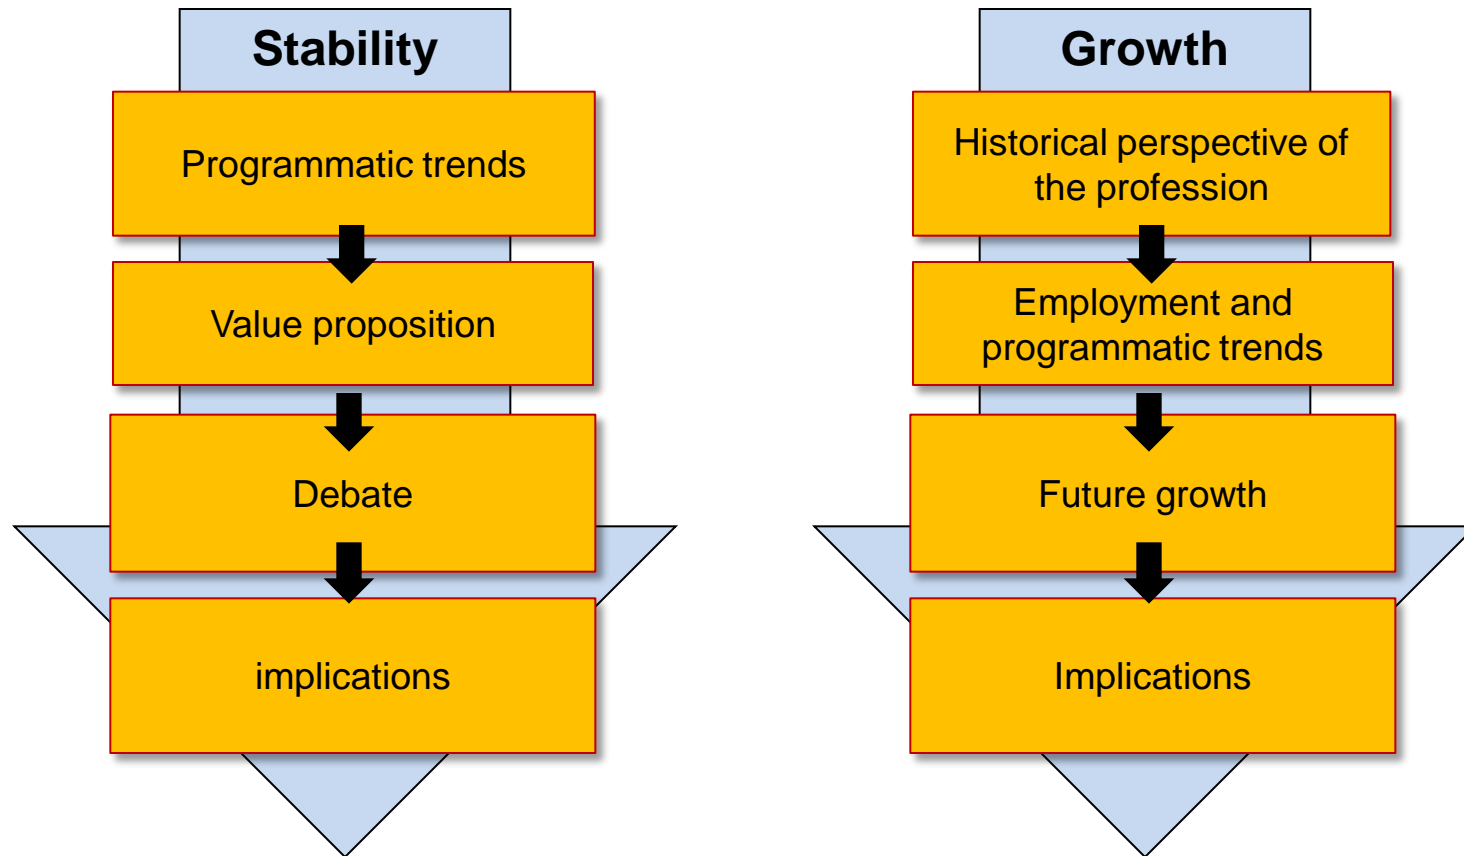 Stability
Programmatic trends
Value proposition
Debate
implications
Growth
Historical perspective of
the profession
Employment and
programmatic trends
Future growth
Implications